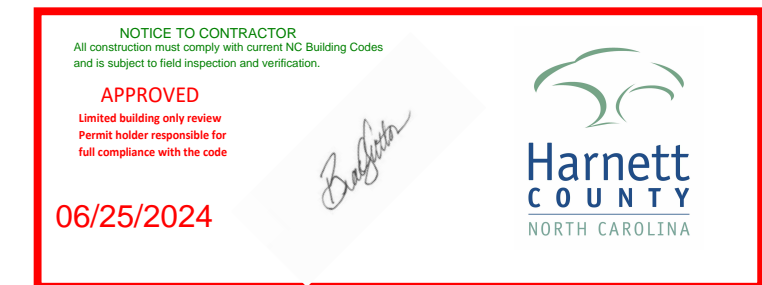 NOTICE TO CONTRACTOR
All construction must comply with current NC Building Codes
and is subject to field inspection and verification.
APPROVED
Limited building only review
Permit holder responsible for
full compliance with the code
06/25/2024
Harnett
COUNTY
NORTH CAROLINA